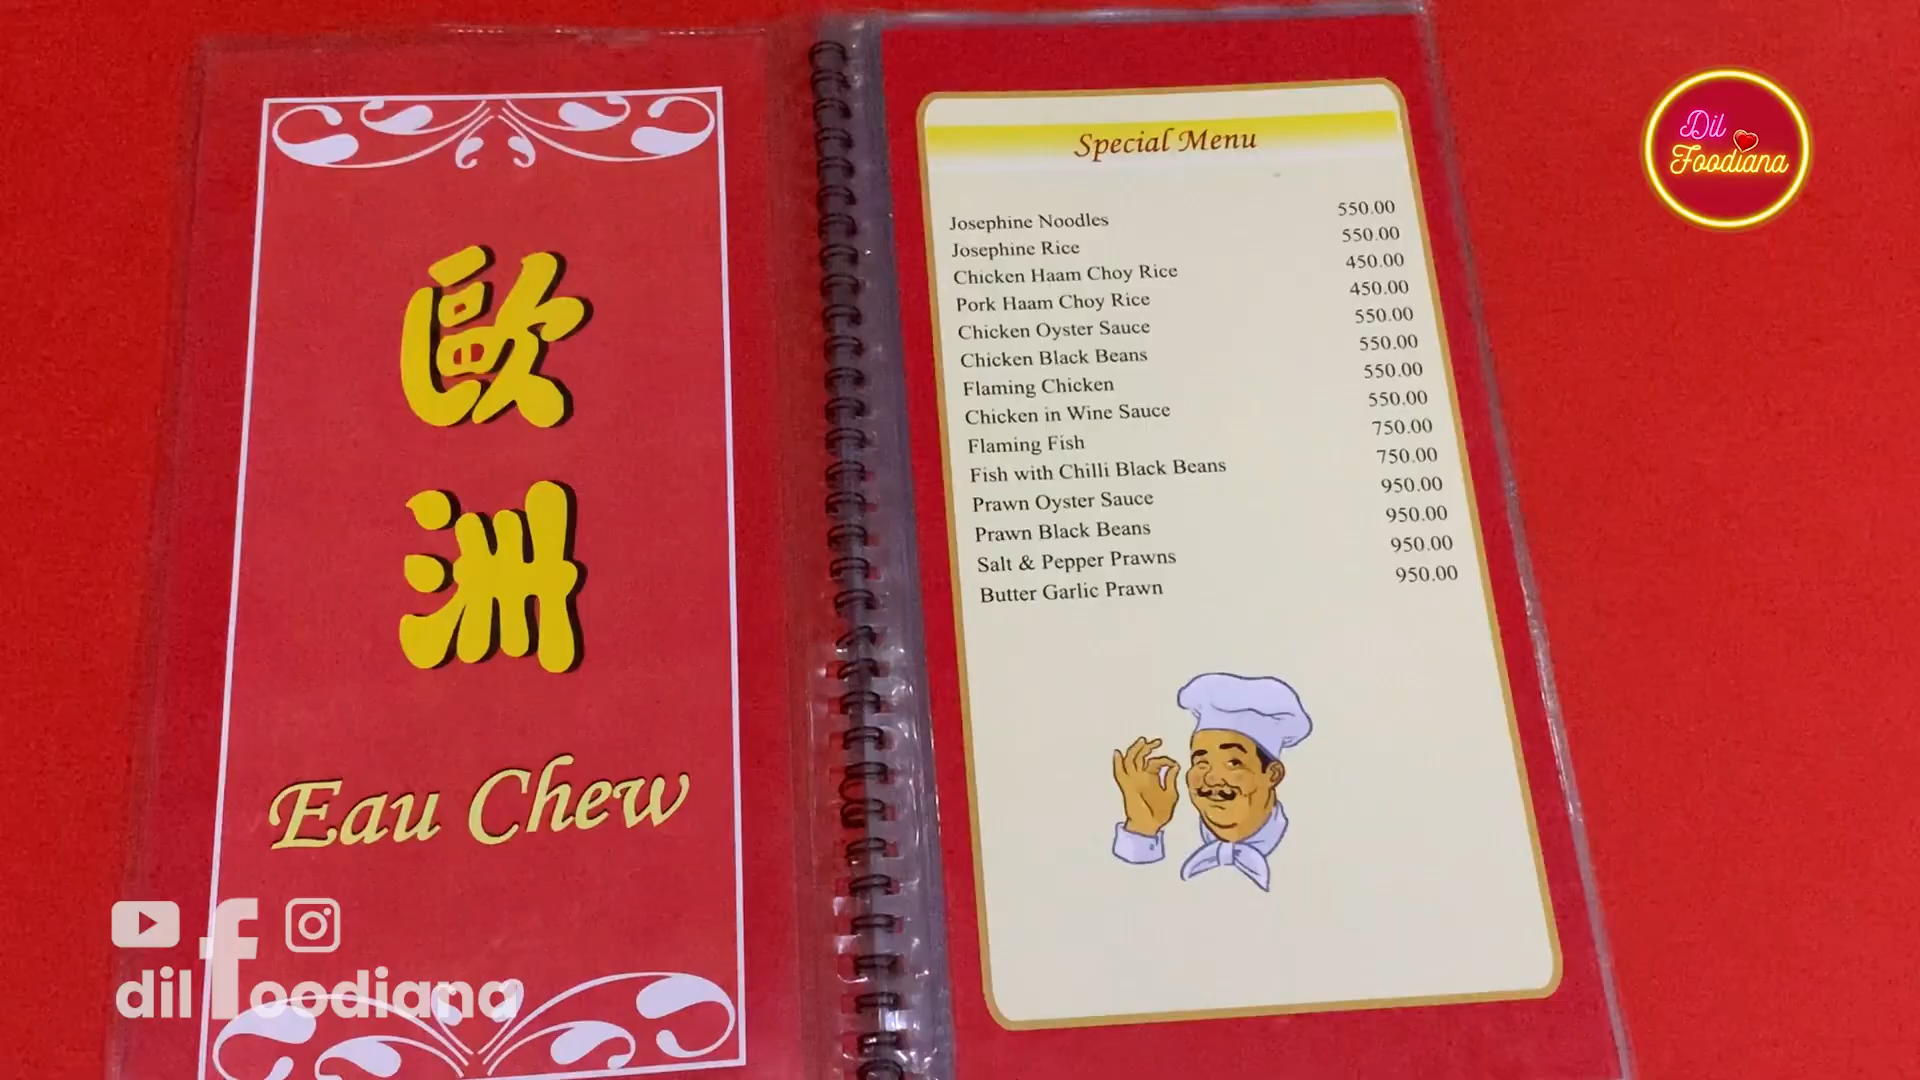 歐
洲
Eau Chew
Special Menu
Josephine Noodles 550.00
Josephine Rice 550.00
Chicken Haam Choy Rice 450.00
Pork Haam Choy Rice 450.00
Chicken Oyster Sauce 550.00
Chicken Black Beans 550.00
Flaming Chicken 550.00
Chicken in Wine Sauce 550.00
Flaming Fish 750.00
Fish with Chilli Black Beans 750.00
Prawn Oyster Sauce 950.00
Prawn Black Beans 950.00
Salt & Pepper Prawns 950.00
Butter Garlic Prawn 950.00
Dil
Foodiana
dilfoodiana